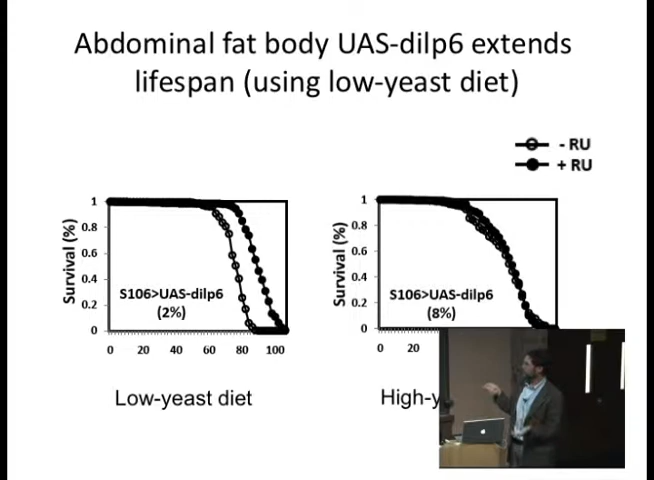 Abdominal fat body UAS-dilp6 extends
lifespan (using low-yeast diet)
- RU
+ RU
Survival (%)
1
0.8
0.6
0.4
0.2
0
S106>UAS-dilp6
(2%)
0 20 40 60 80 100
Low-yeast diet
Survival (%)
1
0.8
0.6
0.4
0.2
0
S106>UAS-dilp6
(8%)
0 20
High-y